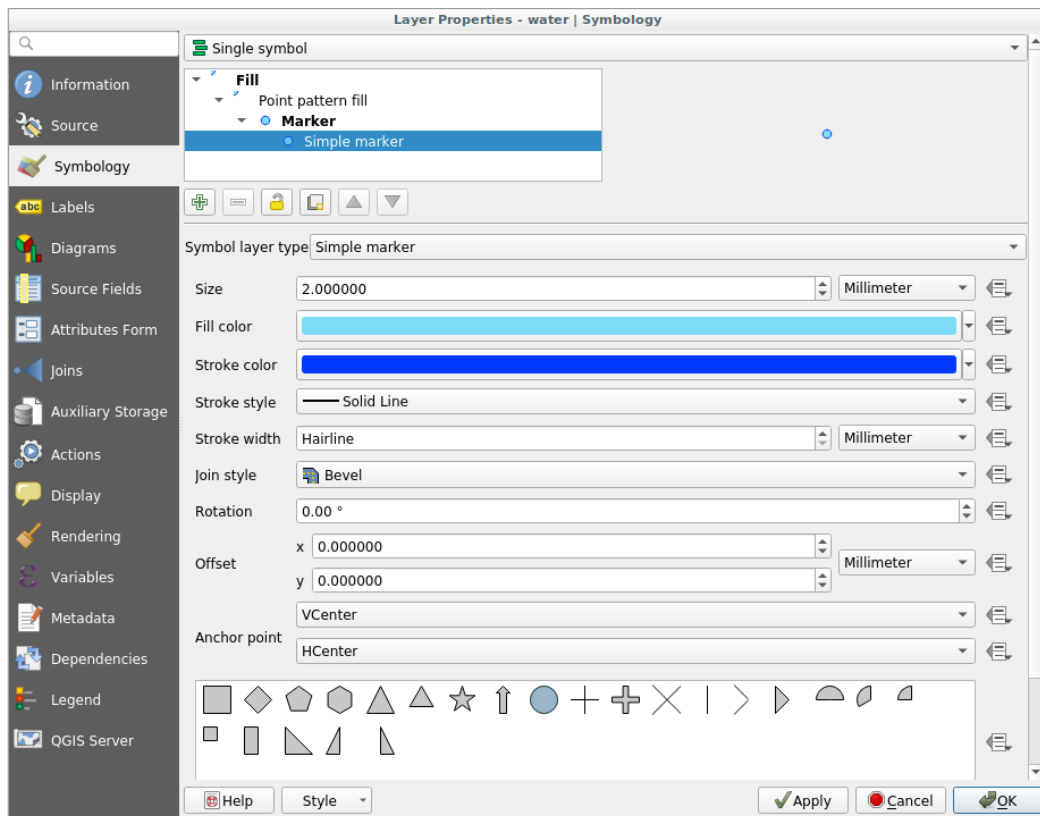 Layer Properties - water | Symbology
Information
Source
Symbology
abc Labels
Diagrams
Source Fields
Attributes Form
Joins
Auxiliary Storage
Actions
Display
Rendering
Variables
Metadata
Dependencies
Legend
QGIS Server
Single symbol
Fill
Point pattern fill
Marker
Simple marker
Symbol layer type Simple marker
Size 2.000000 Millimeter
Fill color
Stroke color
Stroke style Solid Line
Stroke width Hairline Millimeter
Join style Bevel
Rotation 0.00 °
Offset x 0.000000 Millimeter
y 0.000000
Anchor point VCenter
HCenter
Help Style Apply Cancel OK